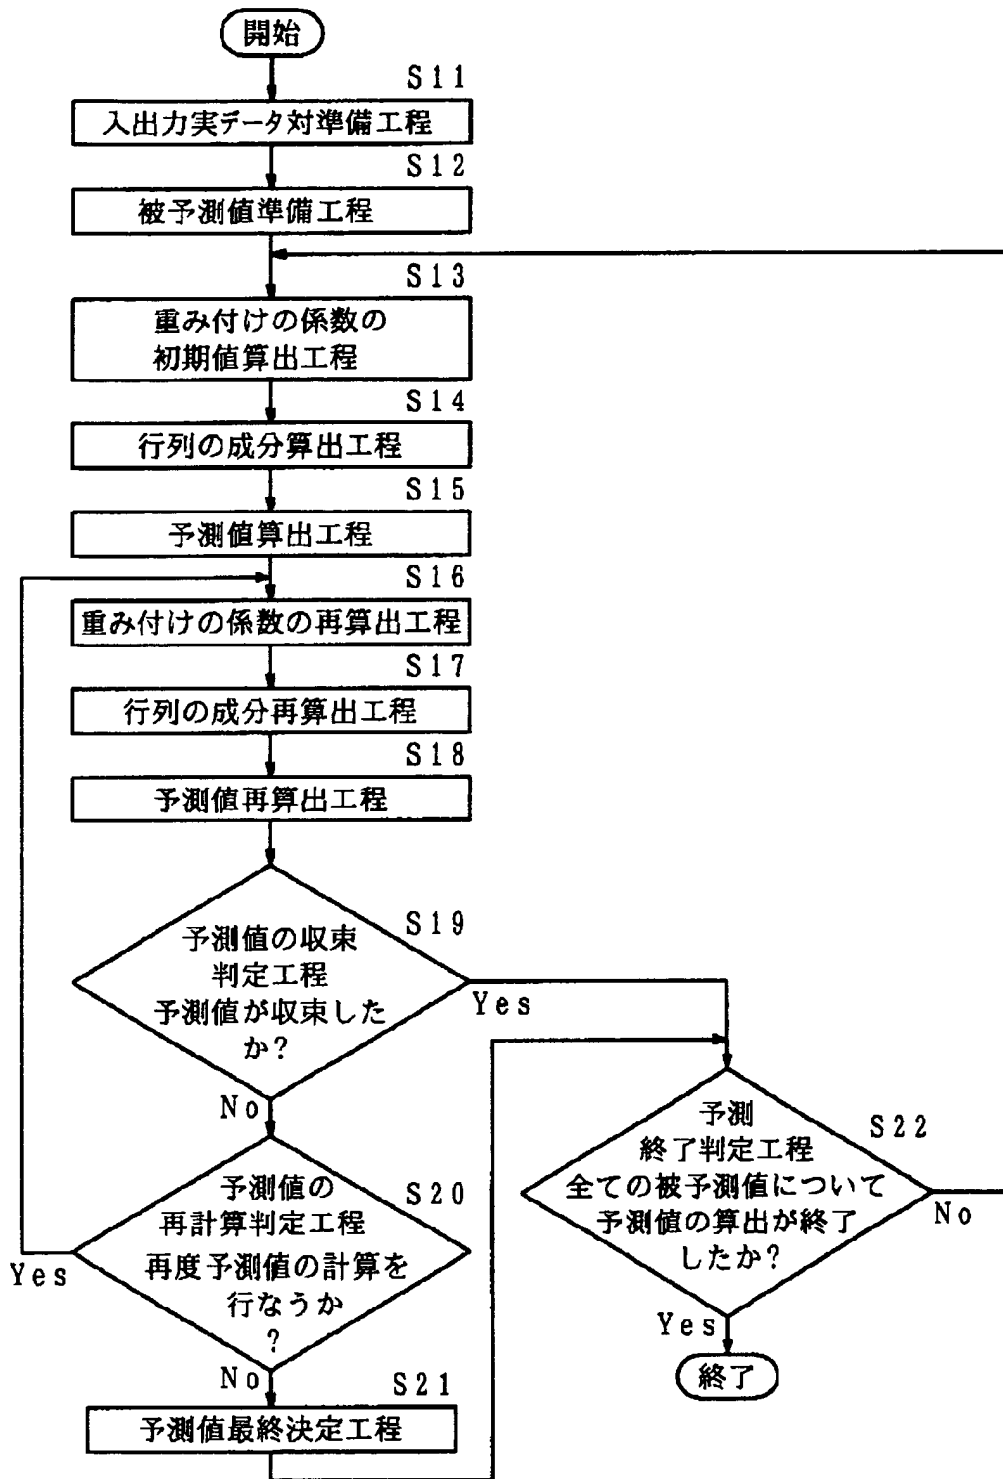 開始
S11
入出力実データ対準備工程
S12
被予測値準備工程
S13
重み付けの係数の
初期値算出工程
S14
行列の成分算出工程
S15
予測値算出工程
S16
重み付けの係数の再算出工程
S17
行列の成分再算出工程
S18
予測値再算出工程
S19
予測値の収束
判定工程
予測値が収束した
か?
Yes
No
S20
予測値の
再計算判定工程
再度予測値の計算を
行なうか
?
Yes
No
S21
予測値最終決定工程
S22
予測
終了判定工程
全ての被予測値について
予測値の算出が終了
したか?
No
Yes
終了